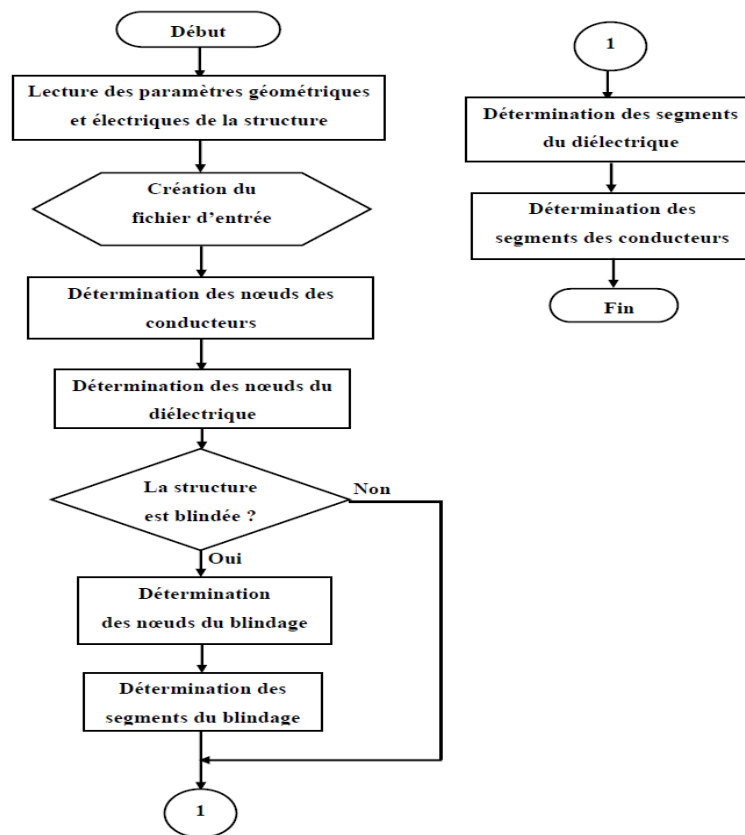 Début
Lecture des paramètres géométriques
et électriques de la structure
Création du
fichier d’entrée
Détermination des nœuds des
conducteurs
Détermination des nœuds du
diélectrique
La structure
est blindée ?
Non
Oui
Détermination
des nœuds du blindage
Détermination des
segments du blindage
1
1
Détermination des segments
du diélectrique
Détermination des
segments des conducteurs
Fin